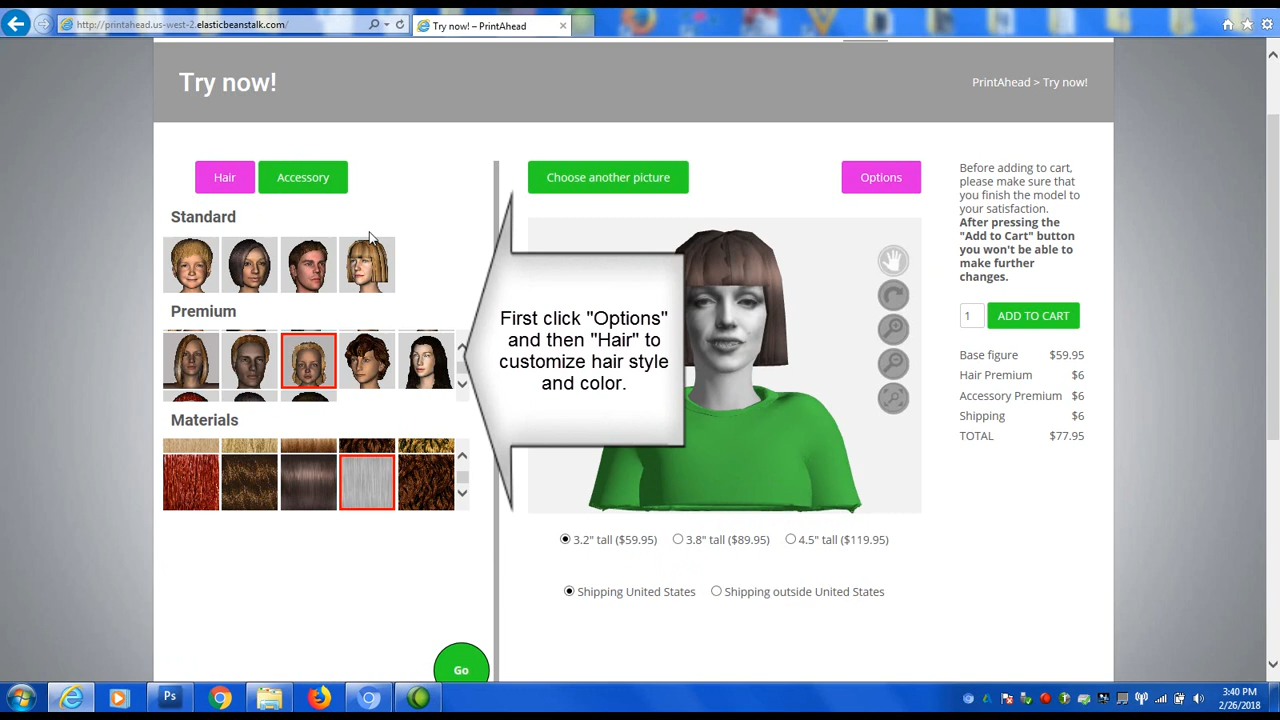 http://printahead.us-west-2.elasticbeanstalk.com/
Try now! – PrintAhead
Try now!
PrintAhead > Try now!
Hair
Accessory
Choose another picture
Options
Standard
Premium
Materials
First click "Options"
and then "Hair" to
customize hair style
and color.
Before adding to cart,
please make sure that
you finish the model to
your satisfaction.
After pressing the
"Add to Cart" button
you won't be able to
make further
changes.
1
ADD TO CART
Base figure $59.95
Hair Premium $6
Accessory Premium $6
Shipping $6
TOTAL $77.95
3.2" tall ($59.95)
3.8" tall ($89.95)
4.5" tall ($119.95)
Shipping United States
Shipping outside United States
Go
Ps
3:40 PM
2/26/2018